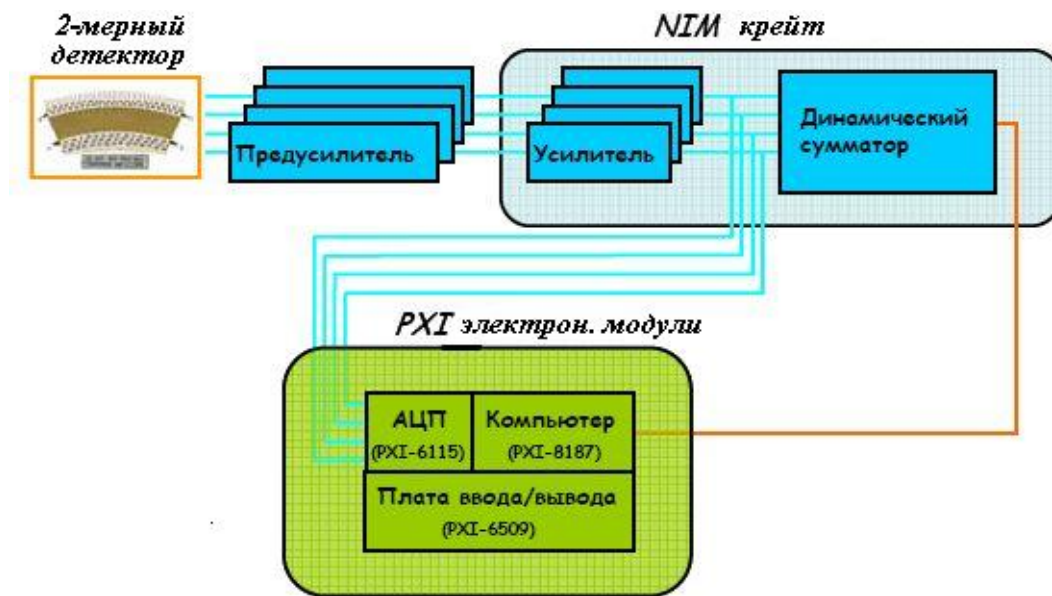 2-мерный
детектор
NIM крейт
Предусилитель
Усилитель
Динамический
сумматор
PXI электрон. модули
АЦП
(PXI-6115)
Компьютер
(PXI-8187)
Плата ввода/вывода
(PXI-6509)